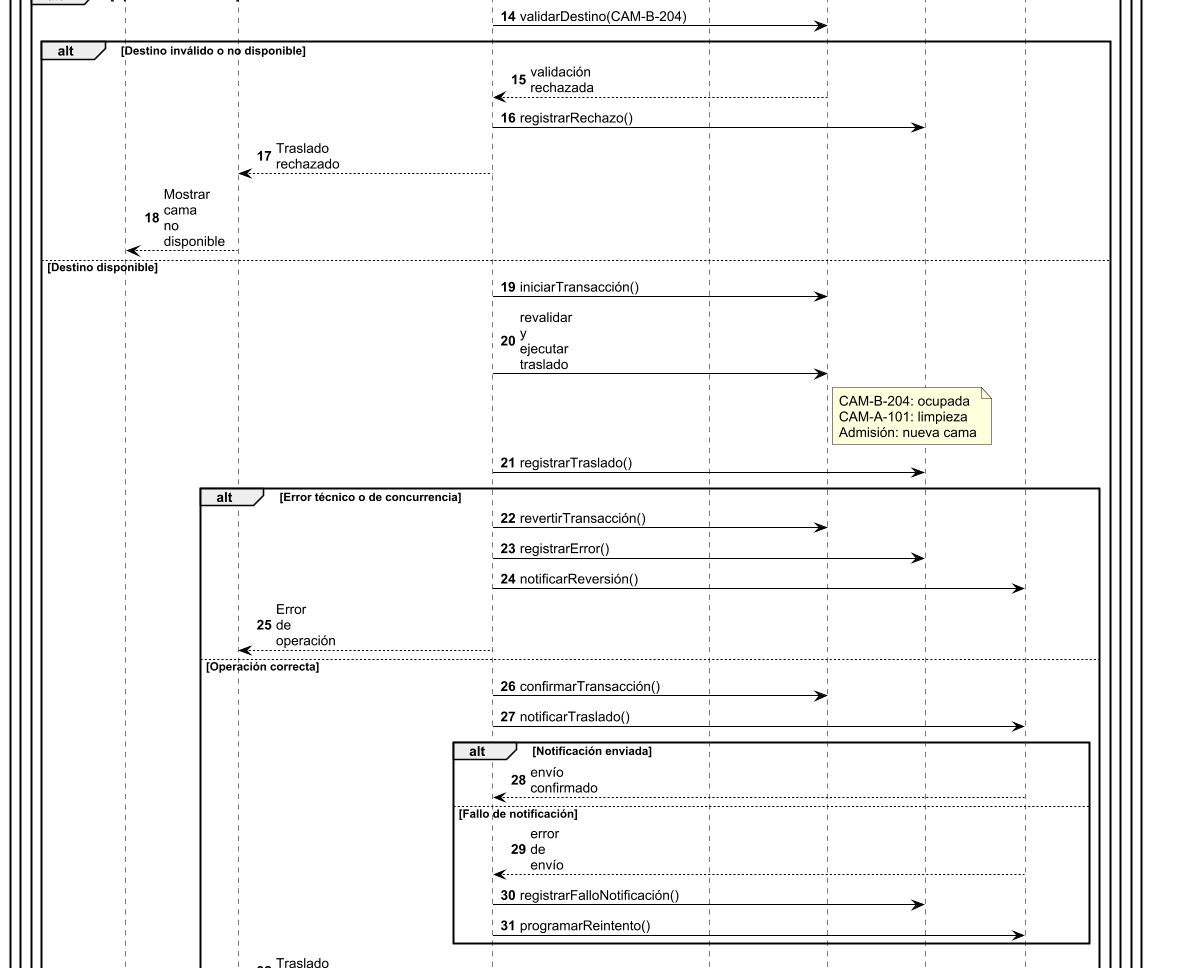 14 validarDestino(CAM-B-204)
alt [Destino inválido o no disponible]
15 validación
rechazada
16 registrarRechazo()
17 Traslado
rechazado
18 Mostrar
cama
no
disponible
[Destino disponible]
19 iniciarTransacción()
20 revalidar
y
ejecutar
traslado
CAM-B-204: ocupada
CAM-A-101: limpieza
Admisión: nueva cama
21 registrarTraslado()
alt [Error técnico o de concurrencia]
22 revertirTransacción()
23 registrarError()
24 notificarReversión()
25 Error
de
operación
[Operación correcta]
26 confirmarTransacción()
27 notificarTraslado()
alt [Notificación enviada]
28 envío
confirmado
[Fallo de notificación]
29 error
de
envío
30 registrarFalloNotificación()
31 programarReintento()
Traslado